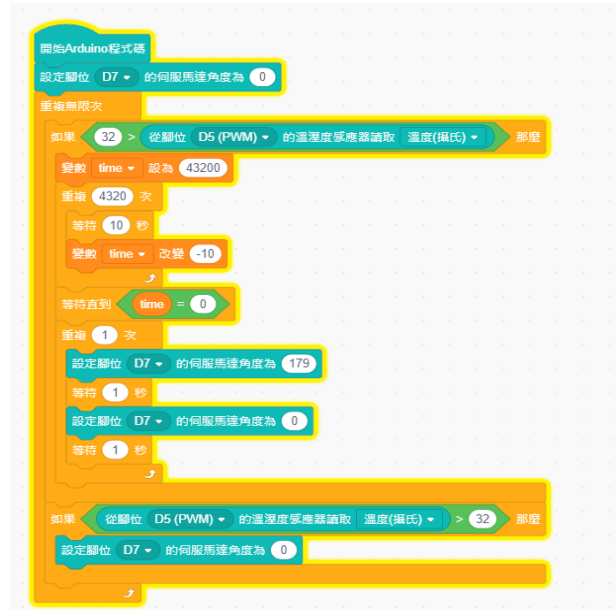 開始Arduino程式碼
設定腳位 D7 的伺服馬達角度為 0
重複無限次
如果 32 > 從腳位 D5 (PWM) 的溫溼度感應器讀取 溫度(攝氏) 那麼
變數 time 設為 43200
重複 4320 次
等待 10 秒
變數 time 改變 -10
等待直到 time = 0
重複 1 次
設定腳位 D7 的伺服馬達角度為 179
等待 1 秒
設定腳位 D7 的伺服馬達角度為 0
等待 1 秒
如果 從腳位 D5 (PWM) 的溫溼度感應器讀取 溫度(攝氏) > 32 那麼
設定腳位 D7 的伺服馬達角度為 0